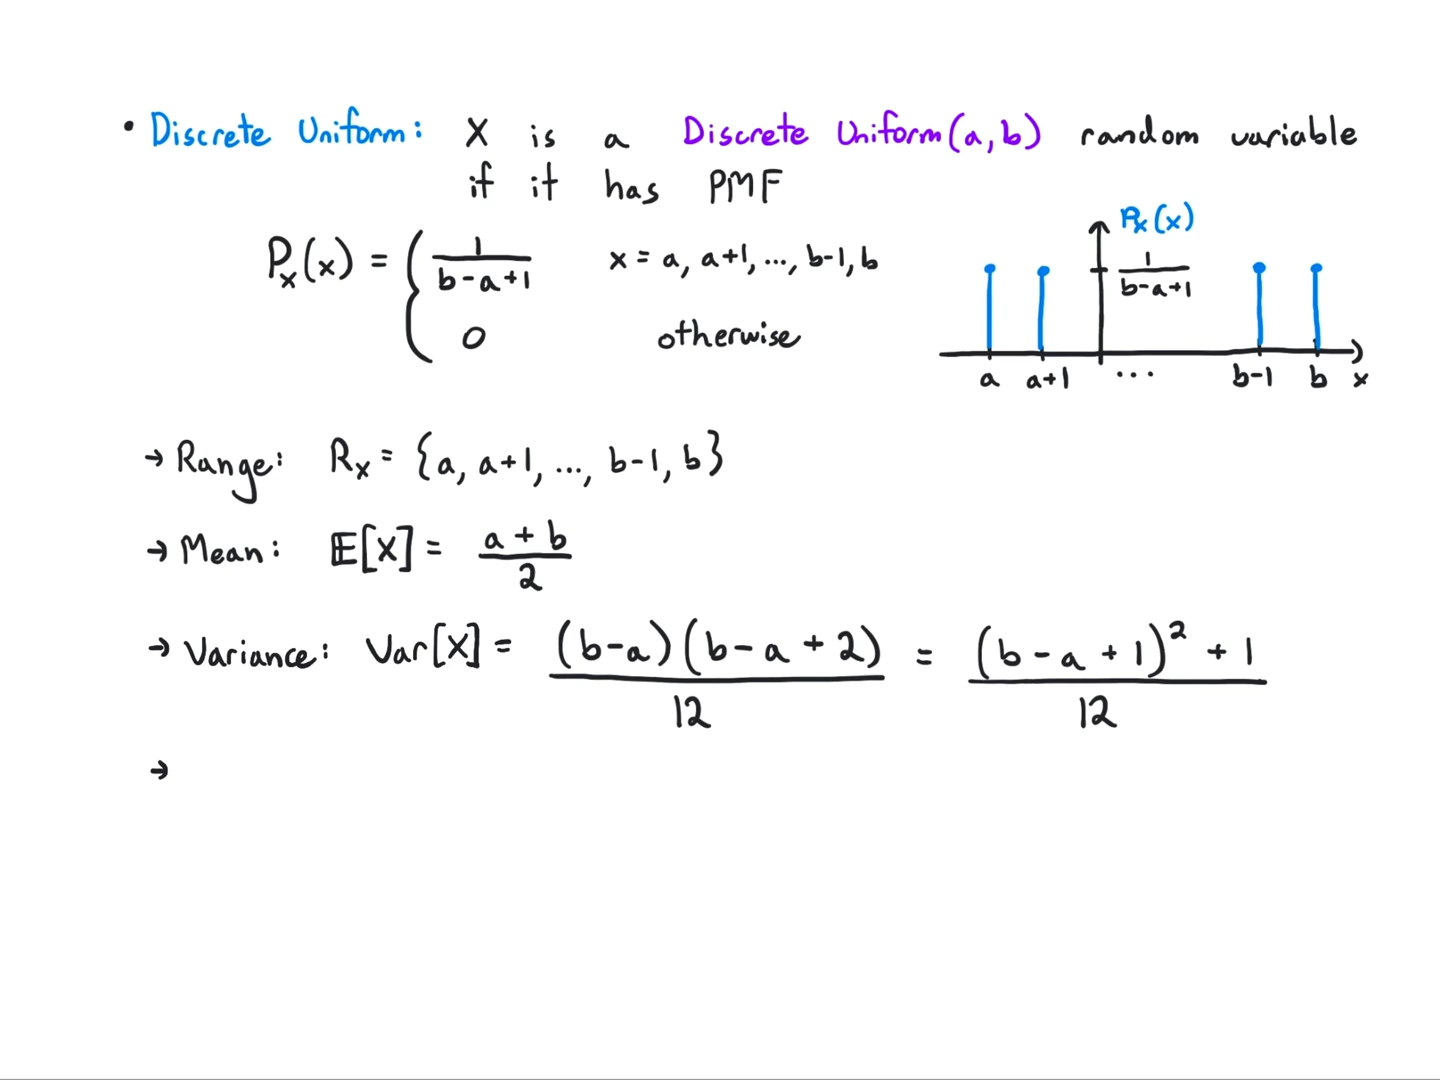 • Discrete Uniform: X is a Discrete Uniform(a,b) random variable
if it has PMF
Pₓ(x) = { 1/(b-a+1) x = a, a+1, ..., b-1, b
0 otherwise
Pₓ(x)
1/(b-a+1)
a a+1 ... b-1 b x
→ Range: Rₓ = {a, a+1, ..., b-1, b}
→ Mean: E[X] = (a+b)/2
→ Variance: Var[X] = (b-a)(b-a+2)/12 = ((b-a+1)² + 1)/12
→